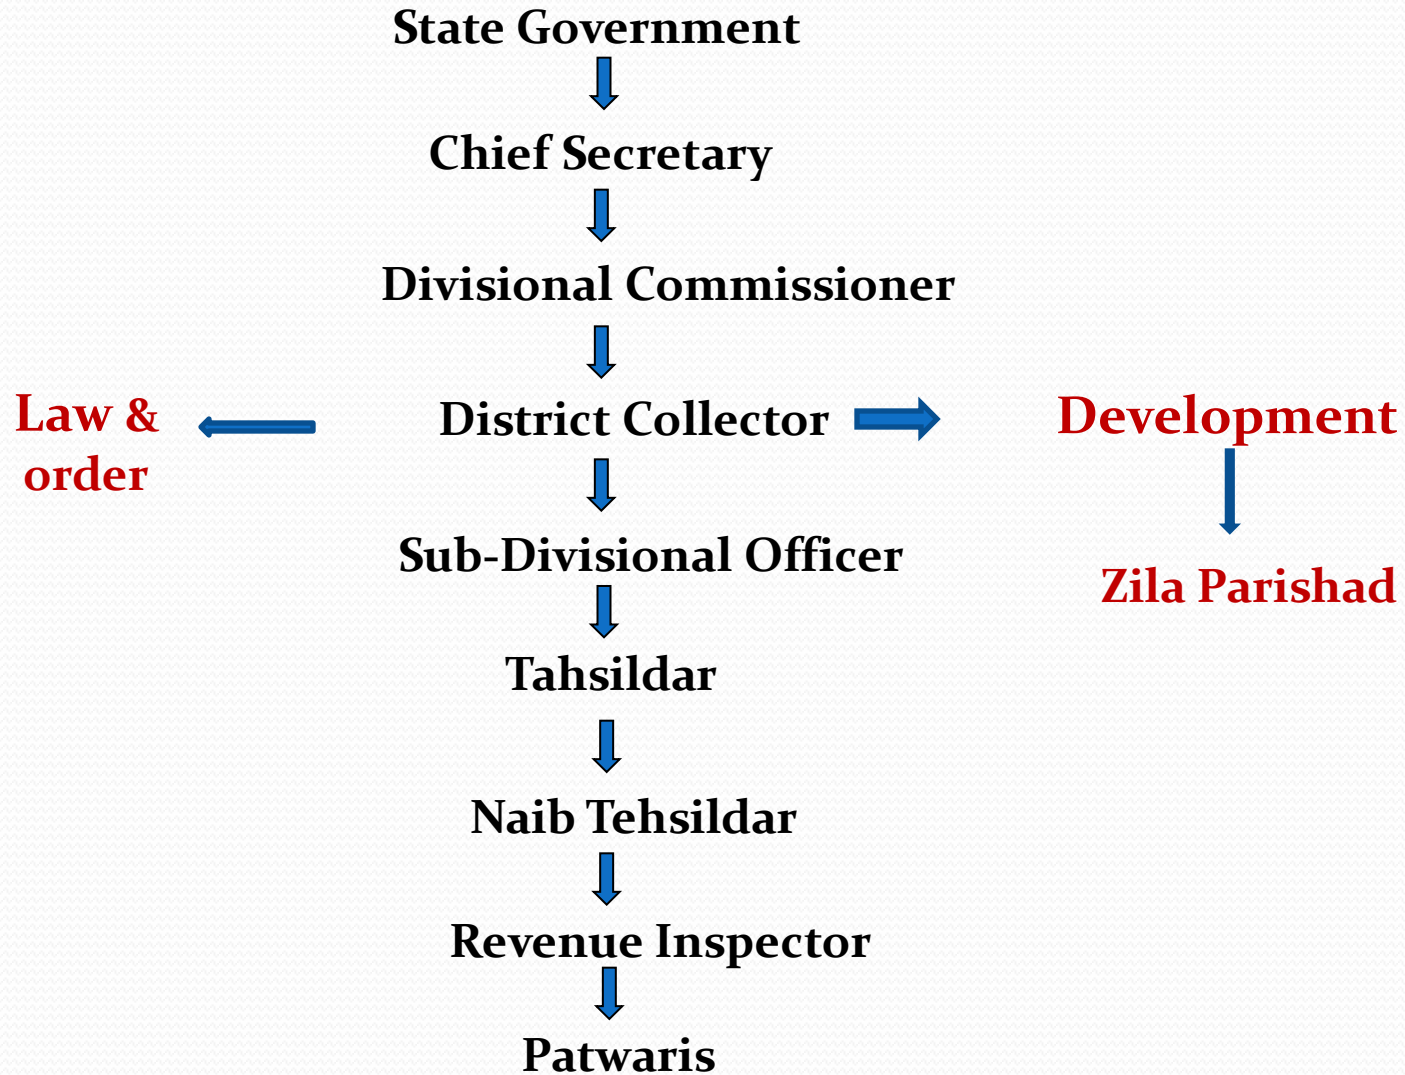 State Government
Chief Secretary
Divisional Commissioner
Law &
order
District Collector
Development
Sub-Divisional Officer
Zila Parishad
Tahsildar
Naib Tehsildar
Revenue Inspector
Patwaris